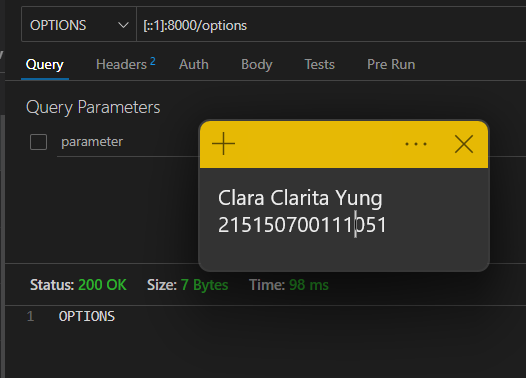 OPTIONS [::1]:8000/options
Query Headers 2 Auth Body Tests Pre Run
Query Parameters
parameter
Clara Clarita Yung
215150700111051
Status: 200 OK Size: 7 Bytes Time: 98 ms
1 OPTIONS